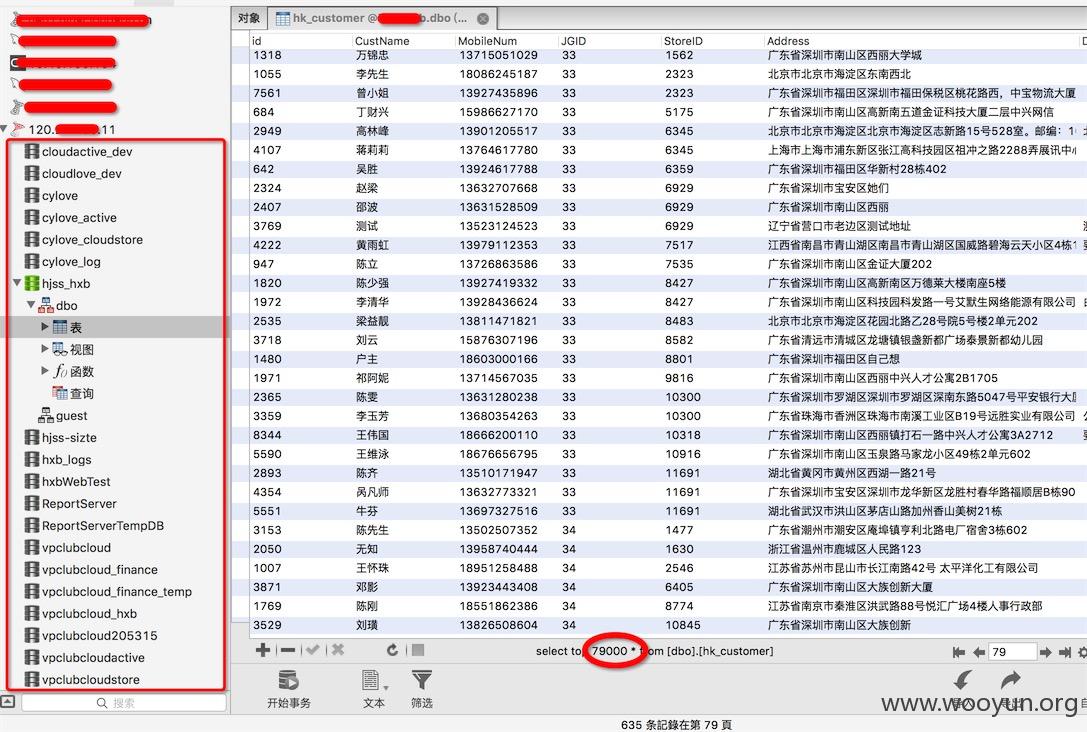 对象 hk_customer @ b.dbo (...
id CustName MobileNum JGID StoreID Address
120. .11
cloudactive_dev
cloudlove_dev
cylove
cylove_active
cylove_cloudstore
cylove_log
hjss_hxb
dbo
表
视图
函数
查询
guest
hjss-sizte
hxb_logs
hxbWebTest
ReportServer
ReportServerTempDB
vpclubcloud
vpclubcloud_finance
vpclubcloud_finance_temp
vpclubcloud_hxb
vpclubcloud205315
vpclubcloudactive
vpclubcloudstore
搜索
1318 万锦忠 13715051029 33 1562 广东省深圳市南山区西丽大学城
1055 李先生 18086245187 33 2323 北京市北京市海淀区东南西北
7561 曾小姐 13927435896 33 2323 广东省深圳市福田区深圳市福田保税区桃花路西，中宝物流大厦
684 丁财兴 15986627170 33 5175 广东省深圳市南山区高新南五道金证科技大厦二层中兴网信
2949 高林峰 13901205517 33 6345 北京市北京市海淀区北京市海淀区志新路15号528室。邮编：
4107 蒋莉莉 13764617780 33 6345 上海市上海市浦东新区张江高科技园区祖冲之路2288弄展讯中
642 吴胜 13924617788 33 6359 广东省深圳市福田区华新村28栋402
2324 赵梁 13632707668 33 6929 广东省深圳市宝安区她们
2407 邵波 13631528509 33 6929 广东省深圳市南山区西丽
3769 测试 13523124523 33 6929 辽宁省营口市老边区测试地址
4222 黄雨虹 13979112353 33 7517 江西省南昌市青山湖区南昌市青山湖区国威路碧海云天小区4栋
947 陈立 13726863586 33 7535 广东省深圳市南山区金证大厦202
1820 陈少强 13927419332 33 8427 广东省深圳市南山区高新南区万德莱大楼南座5楼
1972 李清华 13928436624 33 8427 广东省深圳市南山区科技园科发路一号艾默生网络能源有限公司
2535 梁益靓 13811471821 33 8483 北京市北京市海淀区花园北路乙28号院5号楼2单元202
3718 刘云 15876307196 33 8582 广东省清远市清城区龙塘镇银盏新都广场泰景新都幼儿园
1480 户主 18603000166 33 8801 广东省深圳市福田区自己想
1971 祁阿妮 13714567035 33 9816 广东省深圳市南山区西丽中兴人才公寓2B1705
2365 陈雯 13631280238 33 10300 广东省深圳市罗湖区深圳市罗湖区深南东路5047号平安银行大
3359 李玉芳 13680354263 33 10300 广东省珠海市香洲区珠海市南溪工业区B19号远胜实业有限公司
8344 王伟国 18666200110 33 10318 广东省深圳市南山区西丽镇打石一路中兴人才公寓3A2712
5590 王维泳 18676656795 33 10916 广东省深圳市南山区玉泉路马家龙小区49栋2单元602
2893 陈齐 13510171947 33 11691 湖北省黄冈市黄州区西湖一路21号
4354 吴凡师 13632773321 33 11691 广东省深圳市宝安区深圳市龙华新区龙胜村春华路福顺居B栋90
5551 牛芬 13697327516 33 11691 湖北省武汉市洪山区茅店山路加州香山美树21栋
3153 陈先生 13502507352 34 1477 广东省潮州市潮安区庵埠镇亨利北路电厂宿舍3栋602
2050 无知 13958740444 34 1630 浙江省温州市鹿城区人民路123
1007 王怀珠 18951258488 34 2546 江苏省苏州市昆山市长江南路42号 太平洋化工有限公司
3871 邓影 13923443408 34 6405 广东省深圳市南山区大族创新大厦
1769 陈刚 18551862386 34 8774 江苏省南京市秦淮区洪武路88号悦汇广场4楼人事行政部
3529 刘璜 13826508604 34 10845 广东省深圳市南山区大族创新
select to 79000 * from [dbo].[hk_customer]
79
开始事务 文本 筛选
www.wooyun.org
635 条記録在第 79 頁